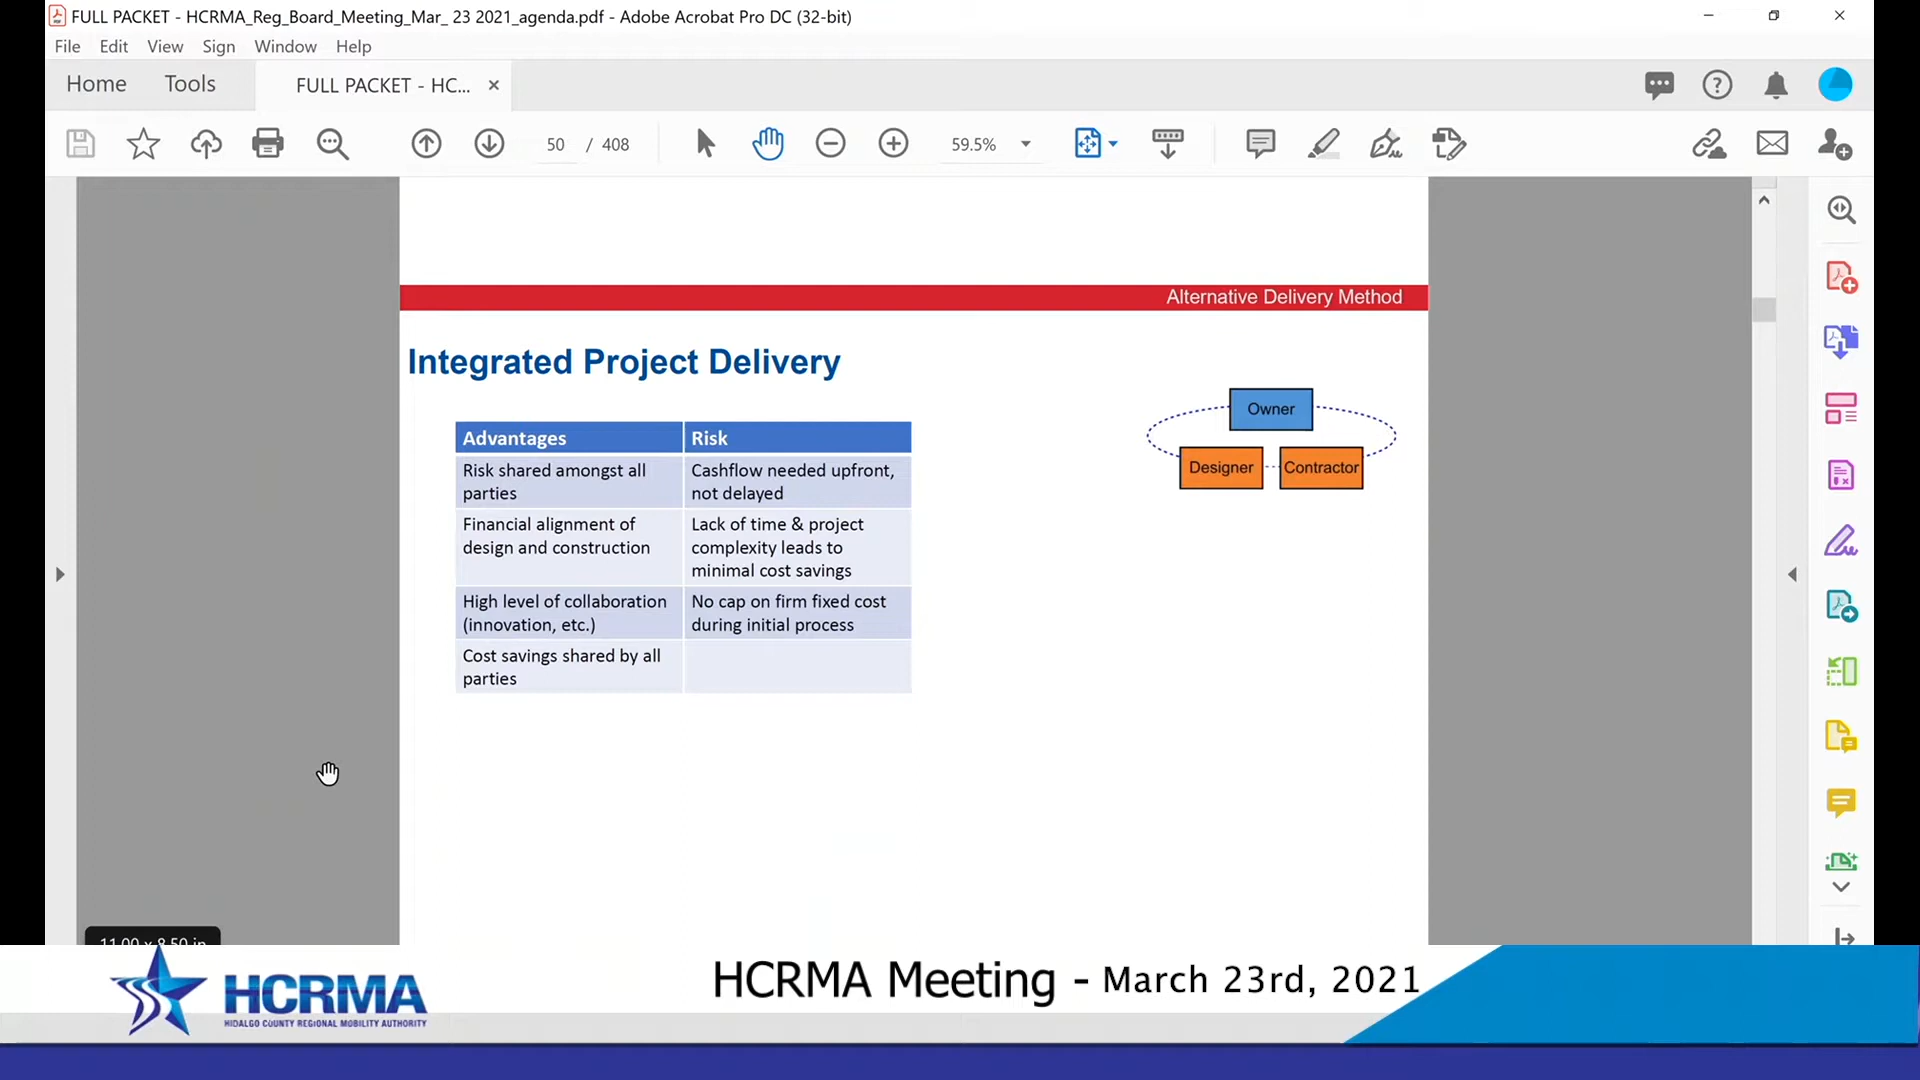 FULL PACKET - HCRMA_Reg_Board_Meeting_Mar_ 23 2021_agenda.pdf - Adobe Acrobat Pro DC (32-bit)
File Edit View Sign Window Help
Home Tools FULL PACKET - HC...
50 / 408 59.5%
Alternative Delivery Method
Integrated Project Delivery
Owner
Designer Contractor
Advantages Risk
Risk shared amongst all Cashflow needed upfront,
parties not delayed
Financial alignment of Lack of time & project
design and construction complexity leads to
minimal cost savings
High level of collaboration No cap on firm fixed cost
(innovation, etc.) during initial process
Cost savings shared by all
parties
11.00 x 8.50 in
HCRMA
HIDALGO COUNTY REGIONAL MOBILITY AUTHORITY
HCRMA Meeting - March 23rd, 2021